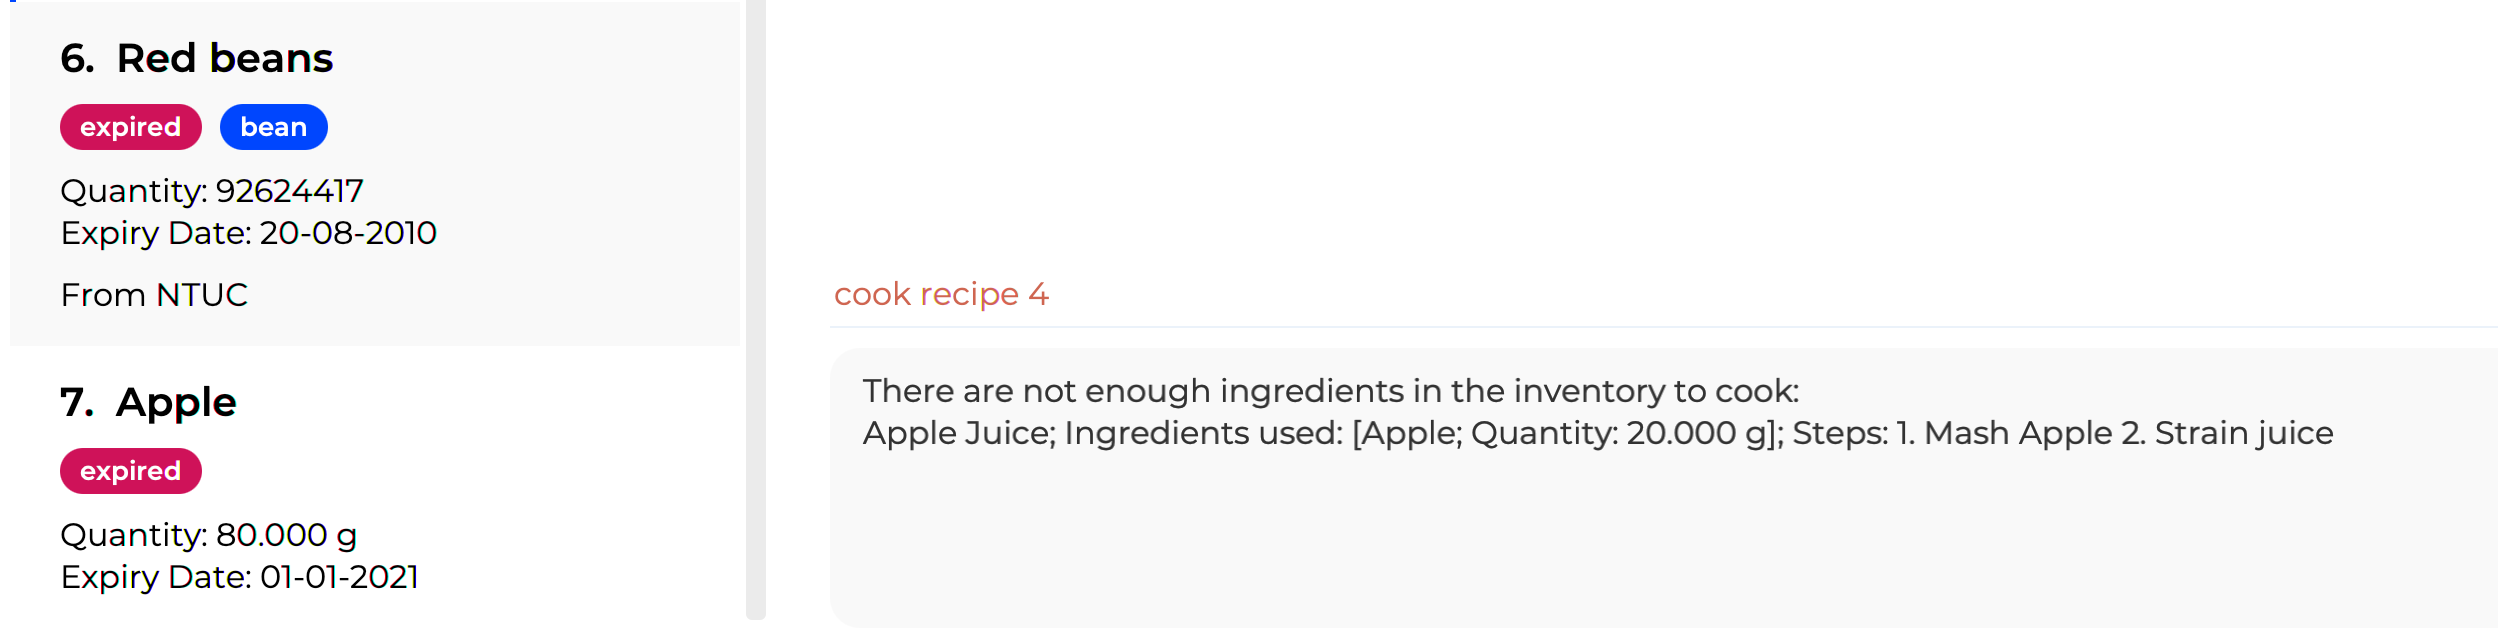 6. Red beans
expired bean
Quantity: 92624417
Expiry Date: 20-08-2010
From NTUC
7. Apple
expired
Quantity: 80.000 g
Expiry Date: 01-01-2021
cook recipe 4
There are not enough ingredients in the inventory to cook:
Apple Juice; Ingredients used: [Apple; Quantity: 20.000 g]; Steps: 1. Mash Apple 2. Strain juice